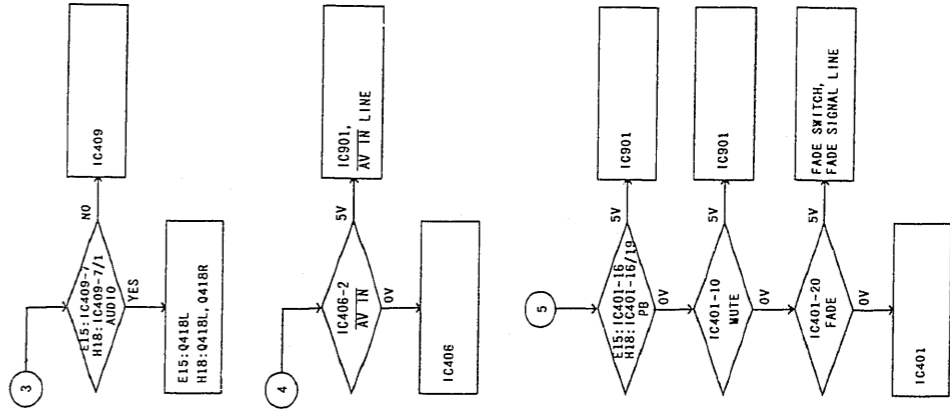 3
E15:IC409-7
H18:IC409-7/1
AUDIO
NO
IC409
YES
E15:Q418L
H18:Q418L, Q418R
4
IC406-2
AV IN
5V
IC901,
AV IN LINE
0V
IC406
5
E15:IC401-16
H18:IC401-16/19
PB
5V
IC901
0V
IC401-10
MUTE
5V
IC901
0V
IC401-20
FADE
5V
FADE SWITCH,
FADE SIGNAL LINE
0V
IC401